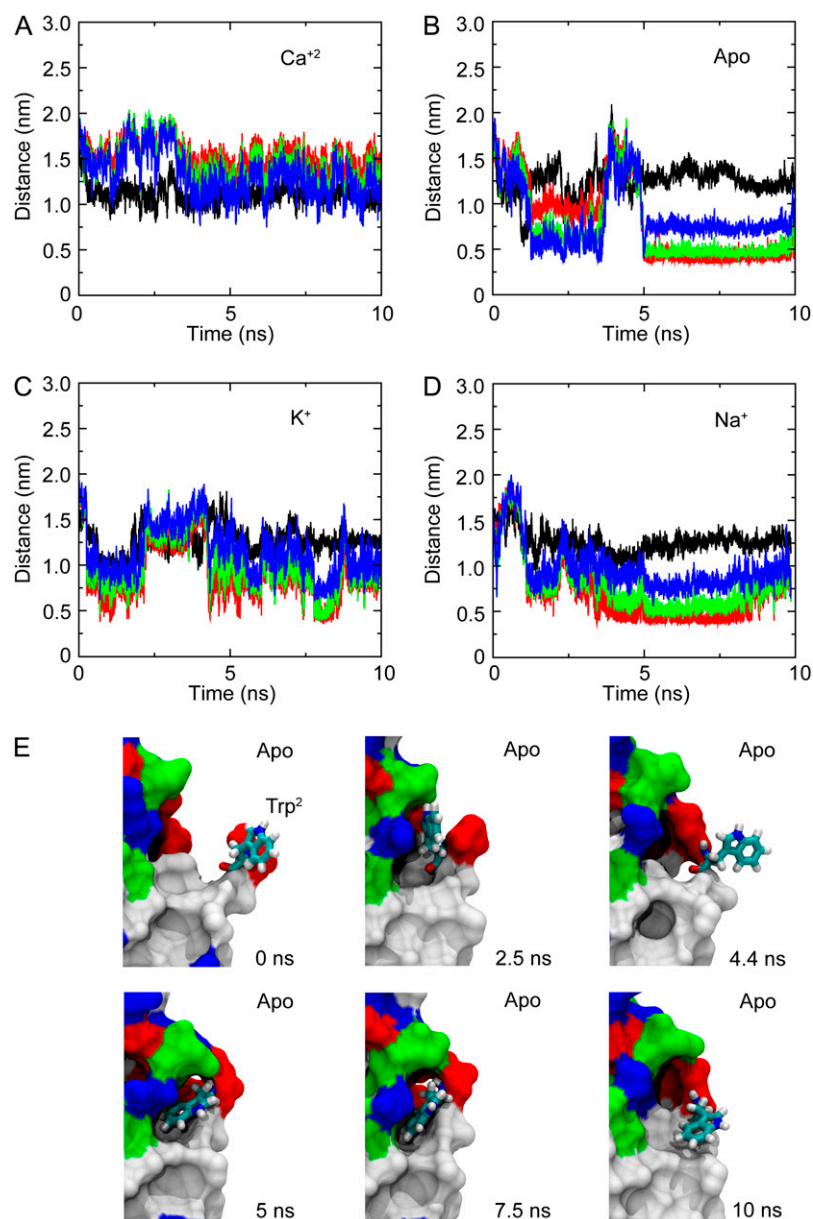 A
B
Ca+2
Apo
3.0
2.5
2.0
1.5
1.0
0.5
0
Distance (nm)
0
5
10
Time (ns)
3.0
2.5
2.0
1.5
1.0
0.5
0
Distance (nm)
0
5
10
Time (ns)
C
D
K+
Na+
3.0
2.5
2.0
1.5
1.0
0.5
0
Distance (nm)
0
5
10
Time (ns)
3.0
2.5
2.0
1.5
1.0
0.5
0
Distance (nm)
0
5
10
Time (ns)
E
Apo
Trp2
0 ns
Apo
2.5 ns
Apo
4.4 ns
Apo
5 ns
Apo
7.5 ns
Apo
10 ns